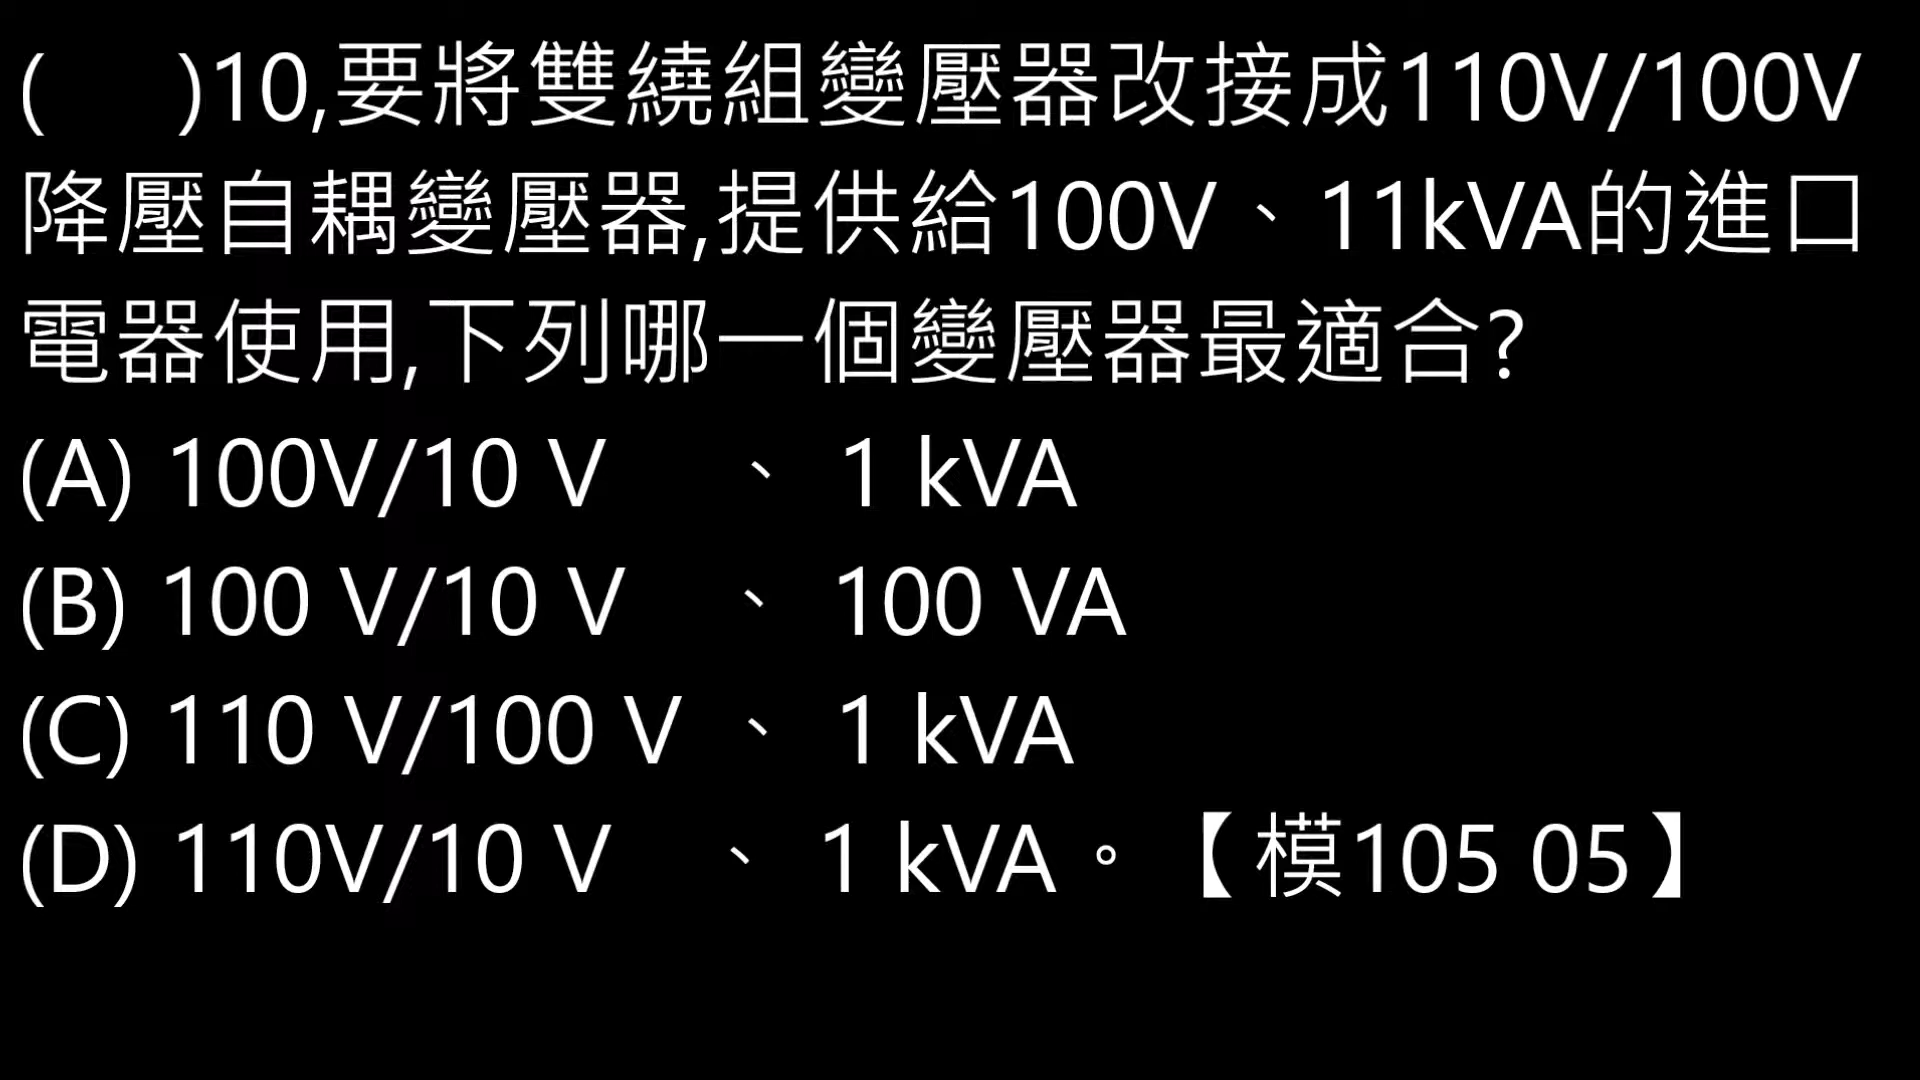 (    )10,要將雙繞組變壓器改接成110V/100V
降壓自耦變壓器,提供給100V、11kVA的進口
電器使用,下列哪一個變壓器最適合?
(A) 100V/10 V   、 1 kVA
(B) 100 V/10 V   、 100 VA
(C) 110 V/100 V 、 1 kVA
(D) 110V/10 V   、 1 kVA。【模105 05】